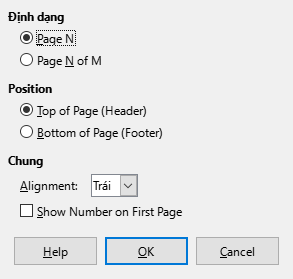 Định dạng
Page N
Page N of M
Position
Top of Page (Header)
Bottom of Page (Footer)
Chung
Alignment: Trái
Show Number on First Page
Help OK Cancel